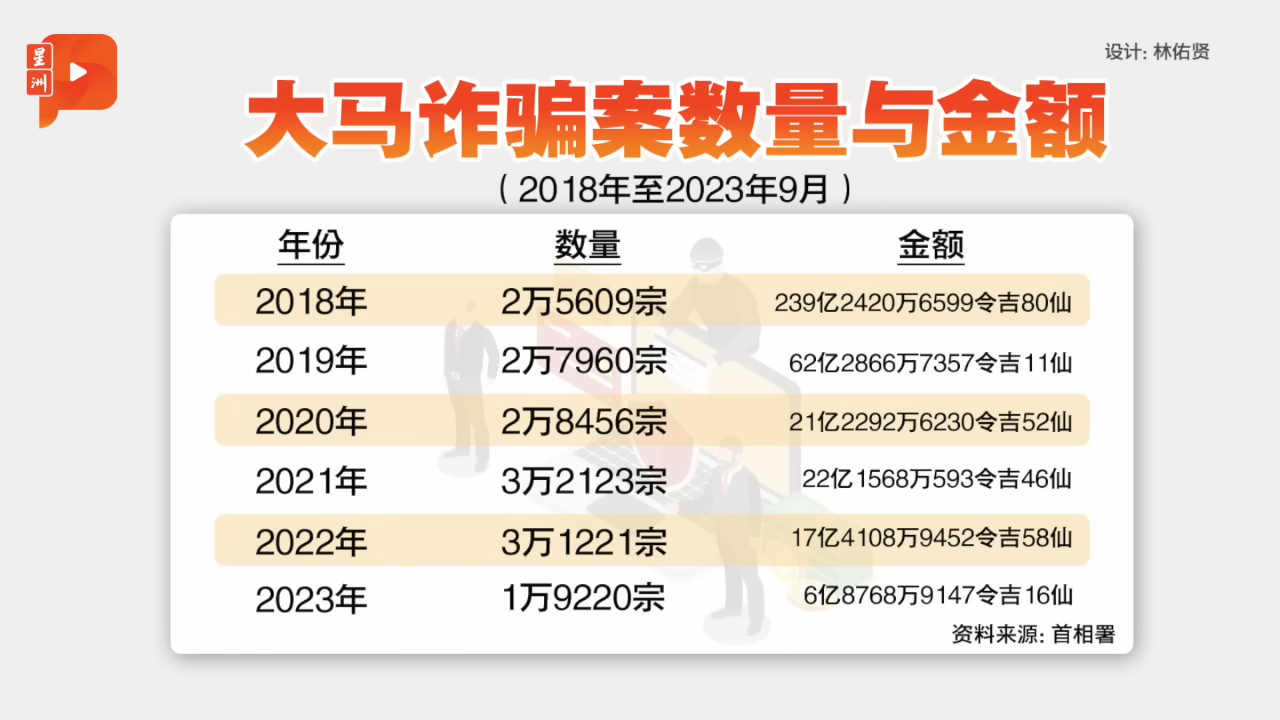 星洲
设计: 林佑贤
大马诈骗案数量与金额
（2018年至2023年9月）
年份 数量 金额
2018年 2万5609宗 239亿2420万6599令吉80仙
2019年 2万7960宗 62亿2866万7357令吉11仙
2020年 2万8456宗 21亿2292万6230令吉52仙
2021年 3万2123宗 22亿1568万593令吉46仙
2022年 3万1221宗 17亿4108万9452令吉58仙
2023年 1万9220宗 6亿8768万9147令吉16仙
资料来源: 首相署